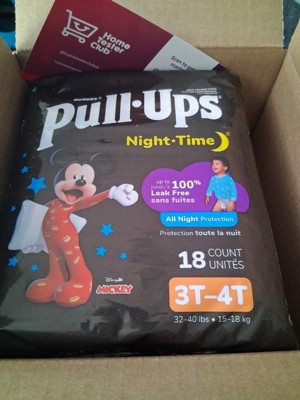 Home
Tester
Club
HUGGIES
Pull·Ups
Night·Time
up to
jusqu'à 100%
Leak Free
sans fuites
All Night Protection
Protection toute la nuit
18 COUNT
UNITÉS
3T–4T
32-40 lbs • 15-18 kg
Disney
MICKEY